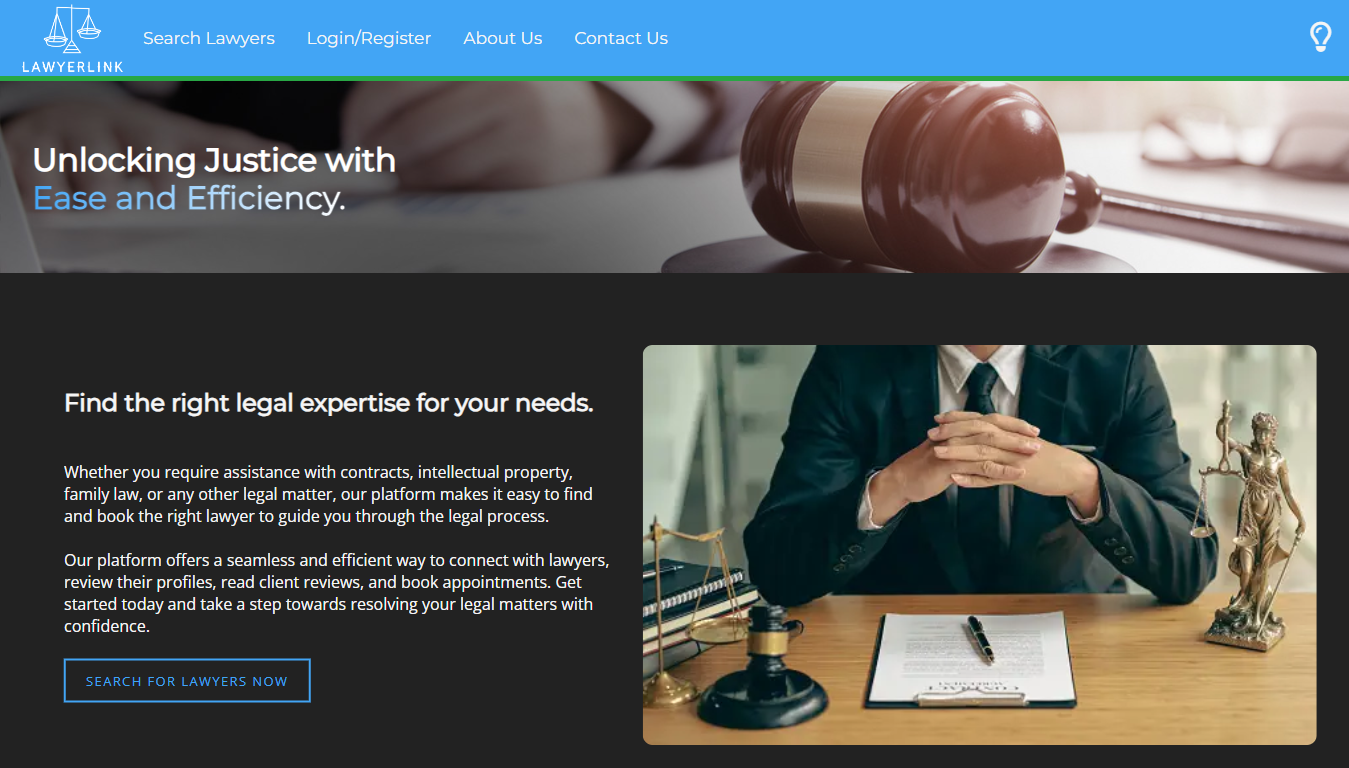 LAWYERLINK
Search Lawyers
Login/Register
About Us
Contact Us
Unlocking Justice with
Ease and Efficiency.
Find the right legal expertise for your needs.
Whether you require assistance with contracts, intellectual property,
family law, or any other legal matter, our platform makes it easy to find
and book the right lawyer to guide you through the legal process.
Our platform offers a seamless and efficient way to connect with lawyers,
review their profiles, read client reviews, and book appointments. Get
started today and take a step towards resolving your legal matters with
confidence.
SEARCH FOR LAWYERS NOW
CONTRACT
AGREEMENT